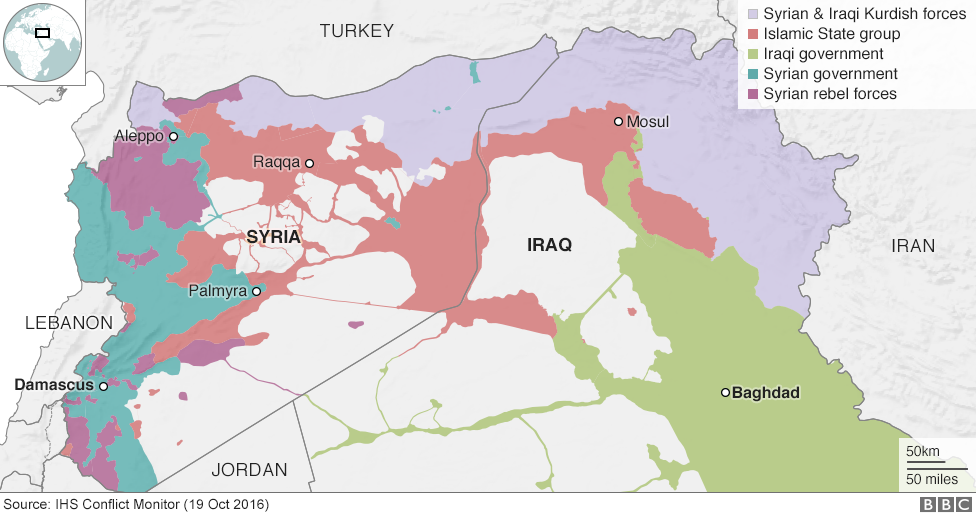 TURKEY
Syrian & Iraqi Kurdish forces
Islamic State group
Iraqi government
Syrian government
Syrian rebel forces
Aleppo
Mosul
Raqqa
SYRIA
IRAQ
IRAN
Palmyra
LEBANON
Damascus
Baghdad
JORDAN
50km
50 miles
Source: IHS Conflict Monitor (19 Oct 2016)
BBC